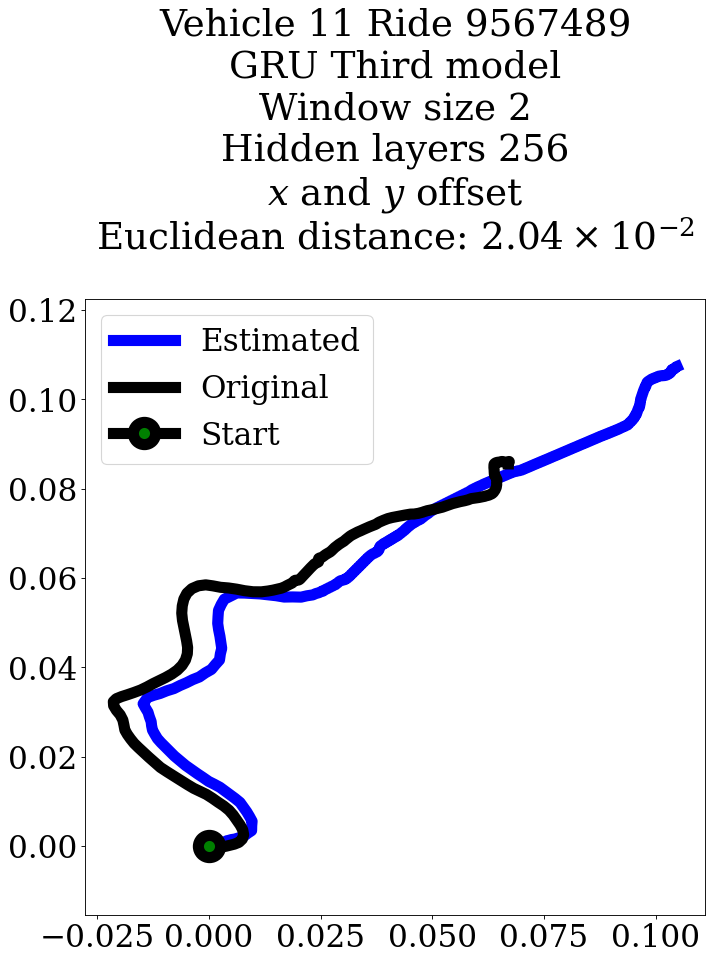 Vehicle 11 Ride 9567489
GRU Third model
Window size 2
Hidden layers 256
x and y offset
Euclidean distance: 2.04 × 10⁻²
0.12
0.10
0.08
0.06
0.04
0.02
0.00
Estimated
Original
Start
−0.025 0.000 0.025 0.050 0.075 0.100